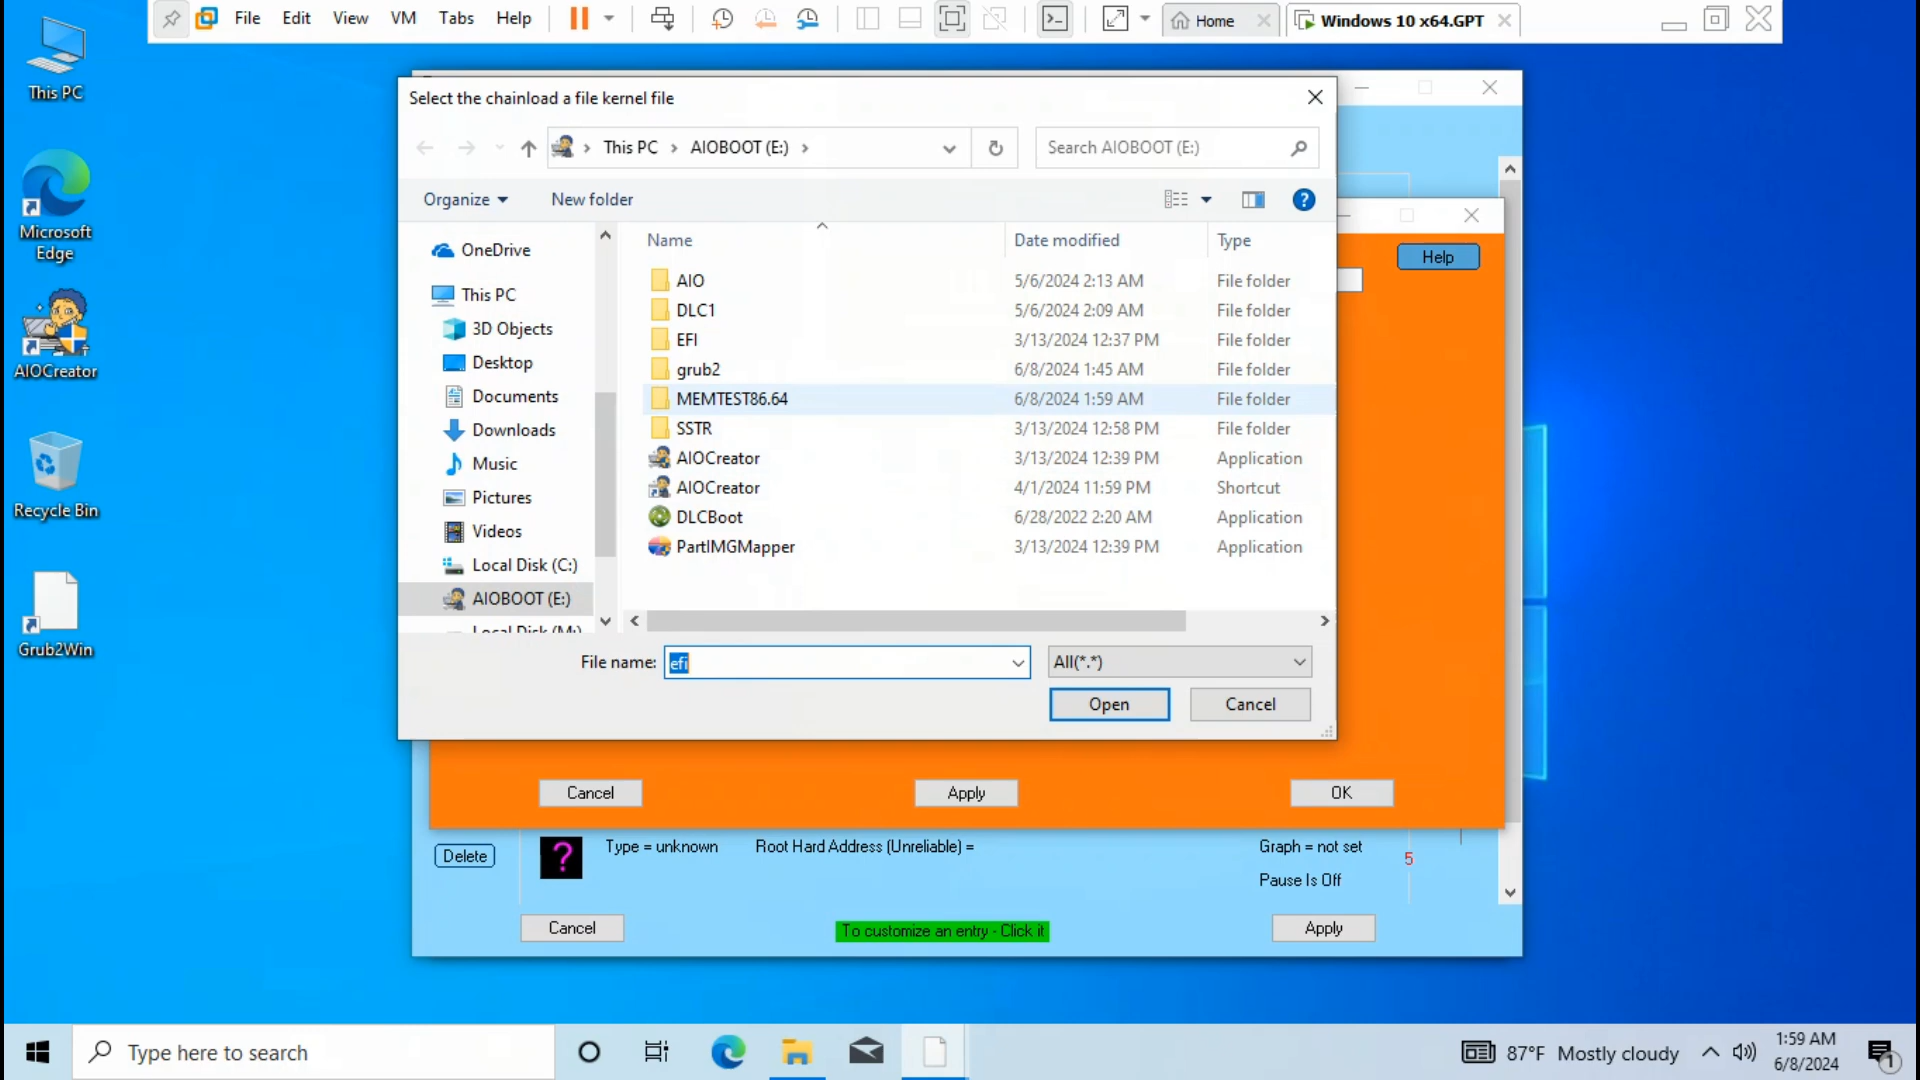 File Edit View VM Tabs Help Home Windows 10 x64.GPT
This PC
Microsoft
Edge
AIOCreator
Recycle Bin
Grub2Win
Select the chainload a file kernel file
This PC AIOBOOT (E:)
Search AIOBOOT (E:)
Organize New folder
OneDrive
This PC
3D Objects
Desktop
Documents
Downloads
Music
Pictures
Videos
Local Disk (C:)
AIOBOOT (E:)
Local Disk (M:)
Name Date modified Type
AIO 5/6/2024 2:13 AM File folder
DLC1 5/6/2024 2:09 AM File folder
EFI 3/13/2024 12:37 PM File folder
grub2 6/8/2024 1:45 AM File folder
MEMTEST86.64 6/8/2024 1:59 AM File folder
SSTR 3/13/2024 12:58 PM File folder
AIOCreator 3/13/2024 12:39 PM Application
AIOCreator 4/1/2024 11:59 PM Shortcut
DLCBoot 6/28/2022 2:20 AM Application
PartIMGMapper 3/13/2024 12:39 PM Application
File name: efi All(*.*)
Open Cancel
Help
Cancel Apply OK
Delete ? Type = unknown Root Hard Address (Unreliable) = Graph = not set
5
Pause Is Off
Cancel To customize an entry - Click it Apply
Type here to search
87°F Mostly cloudy
1:59 AM
6/8/2024
1